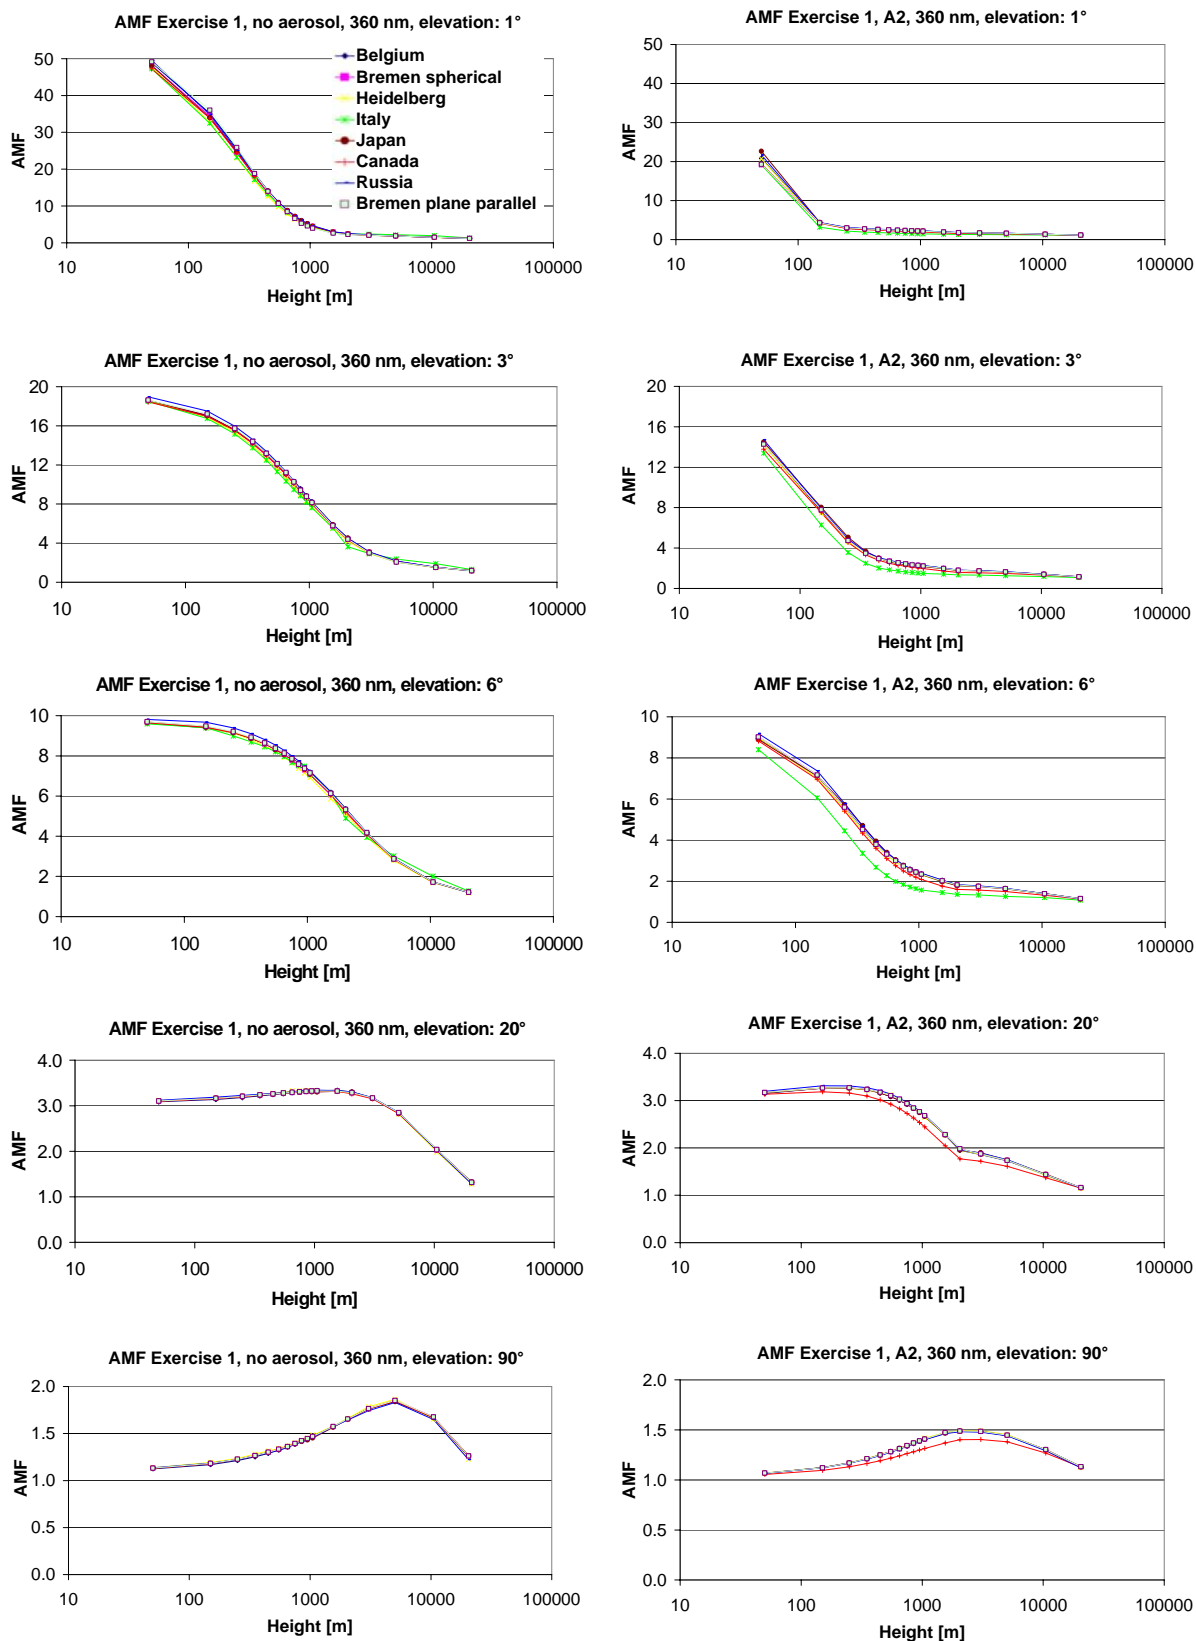 AMF Exercise 1, no aerosol, 360 nm, elevation: 1°
50
40
30
20
10
0
AMF
10 100 1000 10000 100000
Height [m]
Belgium
Bremen spherical
Heidelberg
Italy
Japan
Canada
Russia
Bremen plane parallel
AMF Exercise 1, A2, 360 nm, elevation: 1°
50
40
30
20
10
0
AMF
10 100 1000 10000 100000
Height [m]
AMF Exercise 1, no aerosol, 360 nm, elevation: 3°
20
16
12
8
4
0
AMF
10 100 1000 10000 100000
Height [m]
AMF Exercise 1, A2, 360 nm, elevation: 3°
20
16
12
8
4
0
AMF
10 100 1000 10000 100000
Height [m]
AMF Exercise 1, no aerosol, 360 nm, elevation: 6°
10
8
6
4
2
0
AMF
10 100 1000 10000 100000
Height [m]
AMF Exercise 1, A2, 360 nm, elevation: 6°
10
8
6
4
2
0
AMF
10 100 1000 10000 100000
Height [m]
AMF Exercise 1, no aerosol, 360 nm, elevation: 20°
4.0
3.0
2.0
1.0
0.0
AMF
10 100 1000 10000 100000
Height [m]
AMF Exercise 1, A2, 360 nm, elevation: 20°
4.0
3.0
2.0
1.0
0.0
AMF
10 100 1000 10000 100000
Height [m]
AMF Exercise 1, no aerosol, 360 nm, elevation: 90°
2.0
1.5
1.0
0.5
0.0
AMF
10 100 1000 10000 100000
Height [m]
AMF Exercise 1, A2, 360 nm, elevation: 90°
2.0
1.5
1.0
0.5
0.0
AMF
10 100 1000 10000 100000
Height [m]